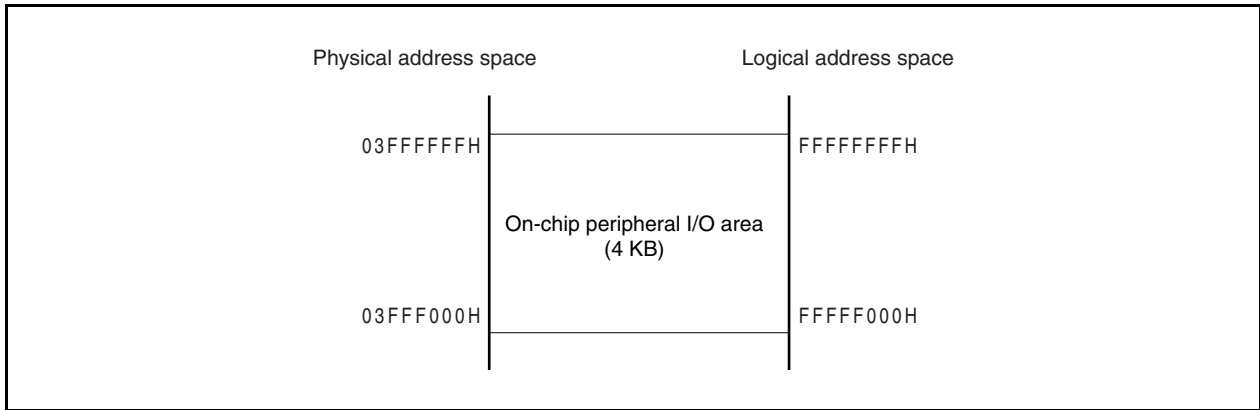 Physical address space
Logical address space
03FFFFFFH
FFFFFFFFH
On-chip peripheral I/O area
(4 KB)
03FFF000H
FFFFF000H